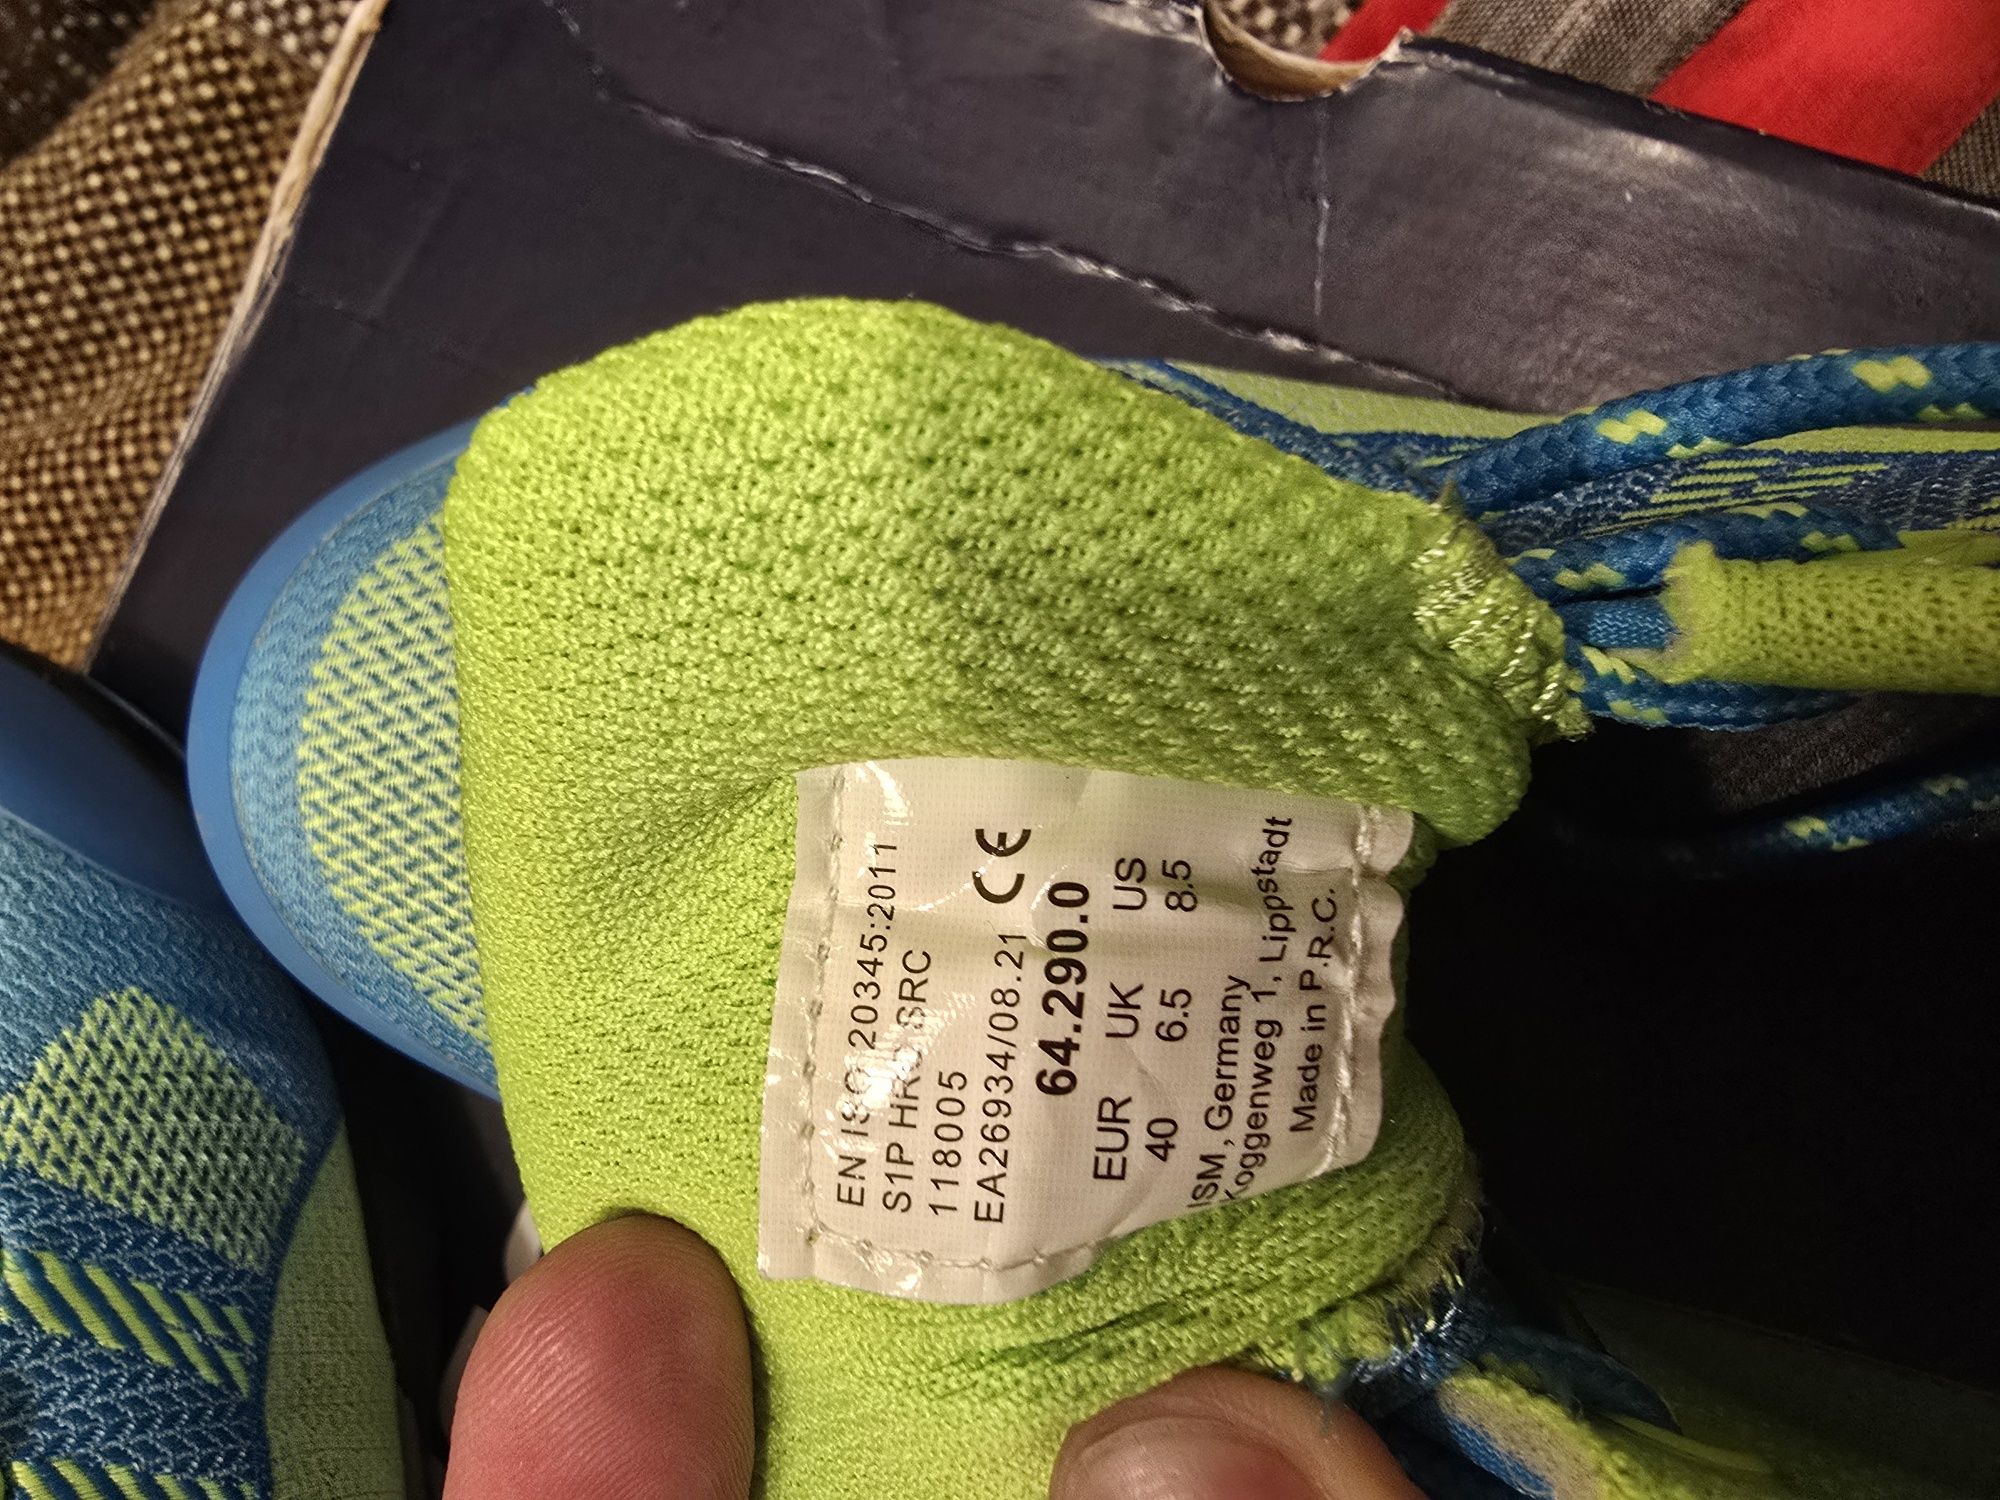 EN ISO 20345:2011
S1P HRO SRC
1180005
EA26934/08.21 CE
64.290.0
EUR UK US
40 6.5 8.5
ISM, Germany
Koggenweg 1, Lippstadt
Made in P.R.C.